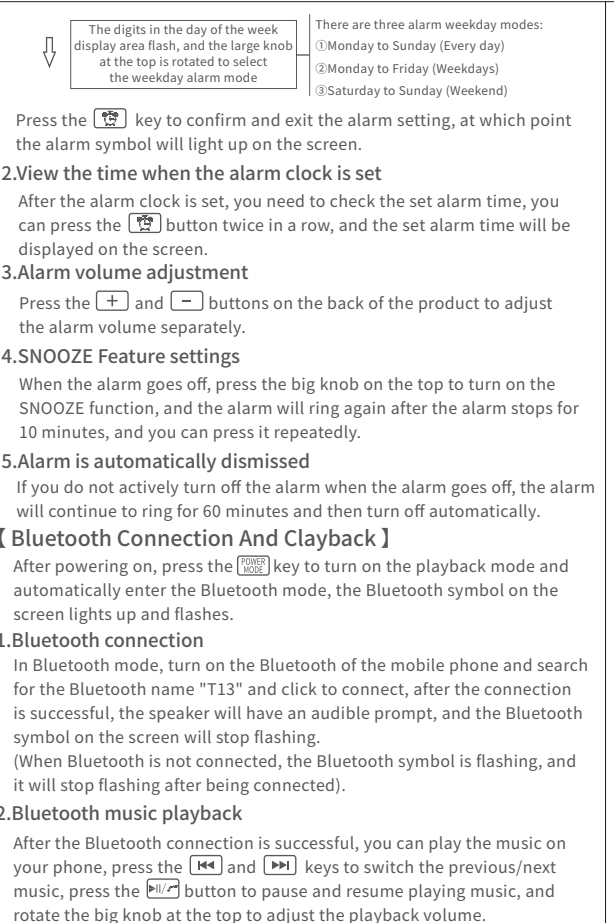 The digits in the day of the week
display area flash, and the large knob
at the top is rotated to select
the weekday alarm mode
There are three alarm weekday modes:
①Monday to Sunday (Every day)
②Monday to Friday (Weekdays)
③Saturday to Sunday (Weekend)
Press the key to confirm and exit the alarm setting, at which point
the alarm symbol will light up on the screen.
2.View the time when the alarm clock is set
After the alarm clock is set, you need to check the set alarm time, you
can press the button twice in a row, and the set alarm time will be
displayed on the screen.
3.Alarm volume adjustment
Press the + and - buttons on the back of the product to adjust
the alarm volume separately.
4.SNOOZE Feature settings
When the alarm goes off, press the big knob on the top to turn on the
SNOOZE function, and the alarm will ring again after the alarm stops for
10 minutes, and you can press it repeatedly.
5.Alarm is automatically dismissed
If you do not actively turn off the alarm when the alarm goes off, the alarm
will continue to ring for 60 minutes and then turn off automatically.
【 Bluetooth Connection And Clayback 】
After powering on, press the POWER MODE key to turn on the playback mode and
automatically enter the Bluetooth mode, the Bluetooth symbol on the
screen lights up and flashes.
1.Bluetooth connection
In Bluetooth mode, turn on the Bluetooth of the mobile phone and search
for the Bluetooth name "T13" and click to connect, after the connection
is successful, the speaker will have an audible prompt, and the Bluetooth
symbol on the screen will stop flashing.
(When Bluetooth is not connected, the Bluetooth symbol is flashing, and
it will stop flashing after being connected).
2.Bluetooth music playback
After the Bluetooth connection is successful, you can play the music on
your phone, press the and keys to switch the previous/next
music, press the button to pause and resume playing music, and
rotate the big knob at the top to adjust the playback volume.